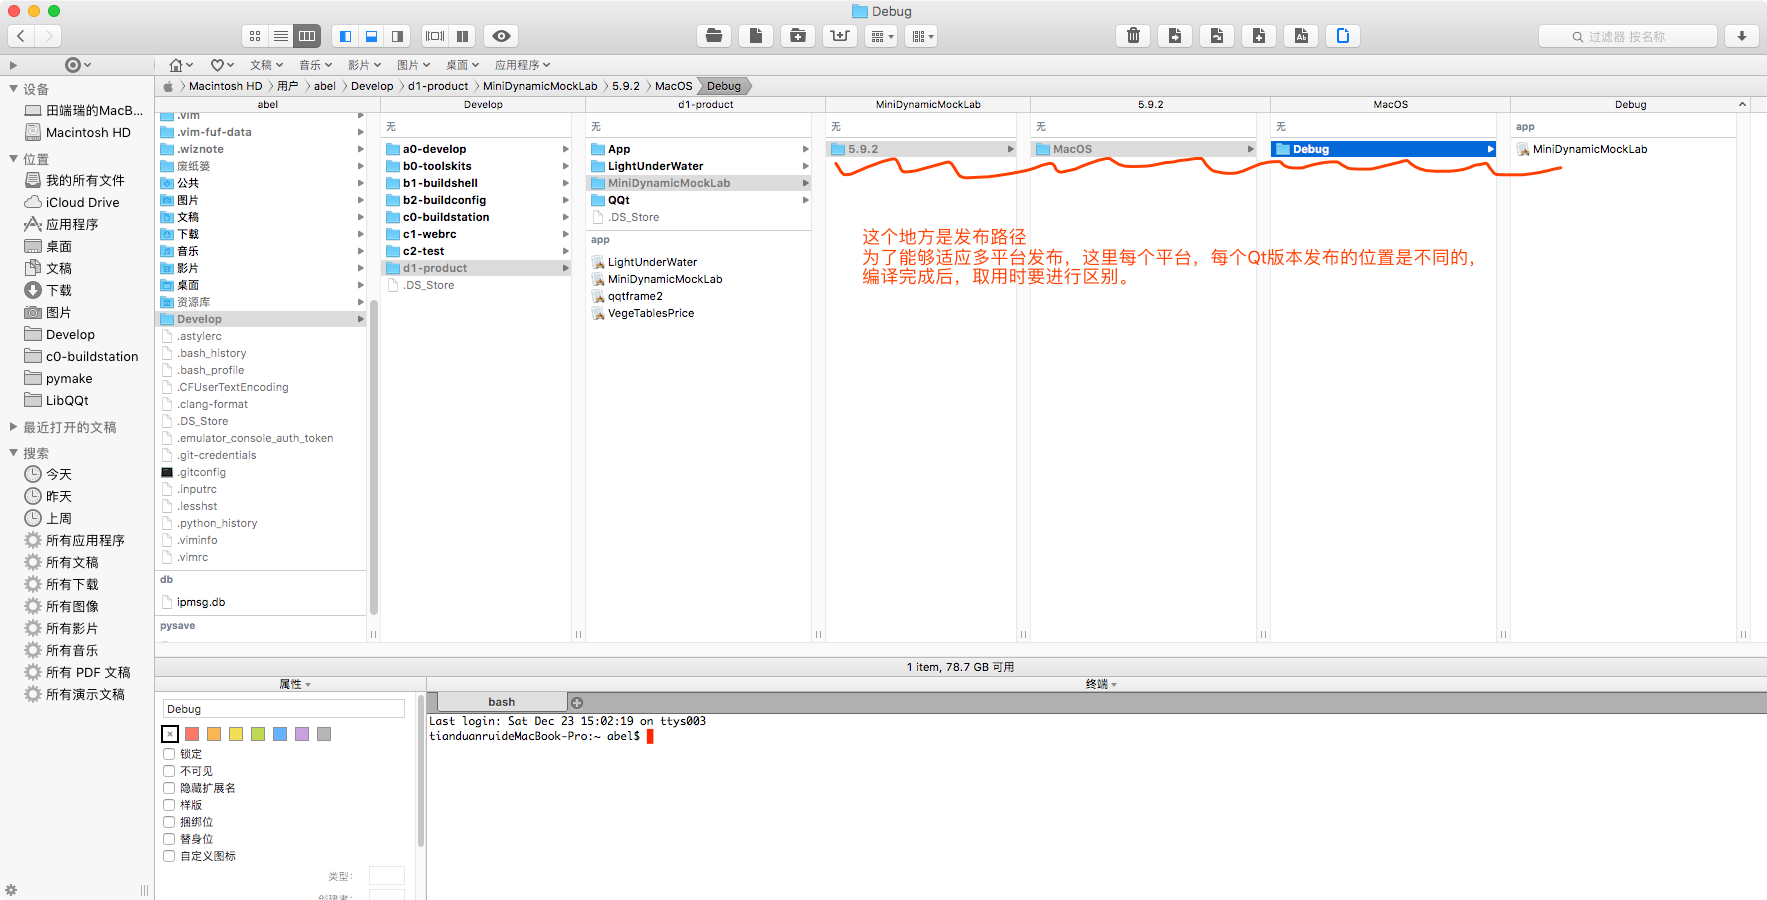 Debug
过滤器 按名称
文稿
音乐
影片
图片
桌面
应用程序
Macintosh HD
用户
abel
Develop
d1-product
MiniDynamicMockLab
5.9.2
MacOS
Debug
设备
田端瑞的MacB...
Macintosh HD
位置
我的所有文件
iCloud Drive
应用程序
桌面
文稿
下载
图片
Develop
c0-buildstation
pymake
LibQQt
最近打开的文稿
搜索
今天
昨天
上周
所有应用程序
所有文稿
所有下载
所有图像
所有影片
所有音乐
所有 PDF 文稿
所有演示文稿
abel
.vim
.vim-fuf-data
.wiznote
废纸篓
公共
图片
文稿
下载
音乐
影片
桌面
资源库
Develop
.astylerc
.bash_history
.bash_profile
.CFUserTextEncoding
.clang-format
.DS_Store
.emulator_console_auth_token
.git-credentials
.gitconfig
.inputrc
.lesshst
.python_history
.viminfo
.vimrc
db
ipmsg.db
pysave
Develop
无
a0-develop
b0-toolskits
b1-buildshell
b2-buildconfig
c0-buildstation
c1-webrc
c2-test
d1-product
.DS_Store
d1-product
无
App
LightUnderWater
MiniDynamicMockLab
QQt
.DS_Store
app
LightUnderWater
MiniDynamicMockLab
qqtframe2
VegeTablesPrice
MiniDynamicMockLab
无
5.9.2
5.9.2
无
MacOS
MacOS
无
Debug
Debug
app
MiniDynamicMockLab
这个地方是发布路径
为了能够适应多平台发布，这里每个平台，每个Qt版本发布的位置是不同的，
编译完成后，取用时要进行区别。
1 item, 78.7 GB 可用
属性
Debug
锁定
不可见
隐藏扩展名
样版
捆绑位
替身位
自定义图标
类型：
创建者：
终端
bash
Last login: Sat Dec 23 15:02:19 on ttys003
tianduanruideMacBook-Pro:~ abel$